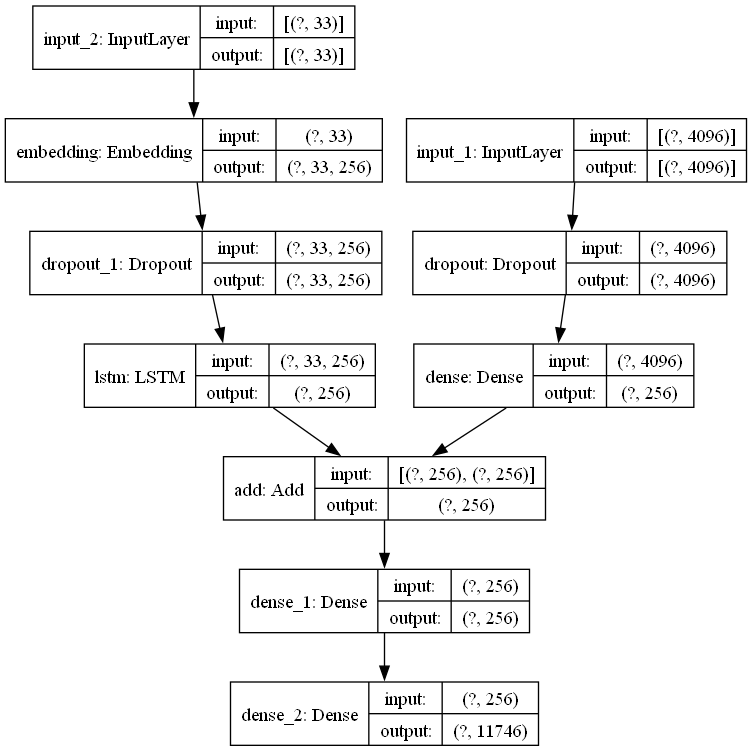 input_2: InputLayer
input: [(?, 33)]
output: [(?, 33)]
embedding: Embedding
input: (?, 33)
output: (?, 33, 256)
input_1: InputLayer
input: [(?, 4096)]
output: [(?, 4096)]
dropout_1: Dropout
input: (?, 33, 256)
output: (?, 33, 256)
dropout: Dropout
input: (?, 4096)
output: (?, 4096)
lstm: LSTM
input: (?, 33, 256)
output: (?, 256)
dense: Dense
input: (?, 4096)
output: (?, 256)
add: Add
input: [(?, 256), (?, 256)]
output: (?, 256)
dense_1: Dense
input: (?, 256)
output: (?, 256)
dense_2: Dense
input: (?, 256)
output: (?, 11746)